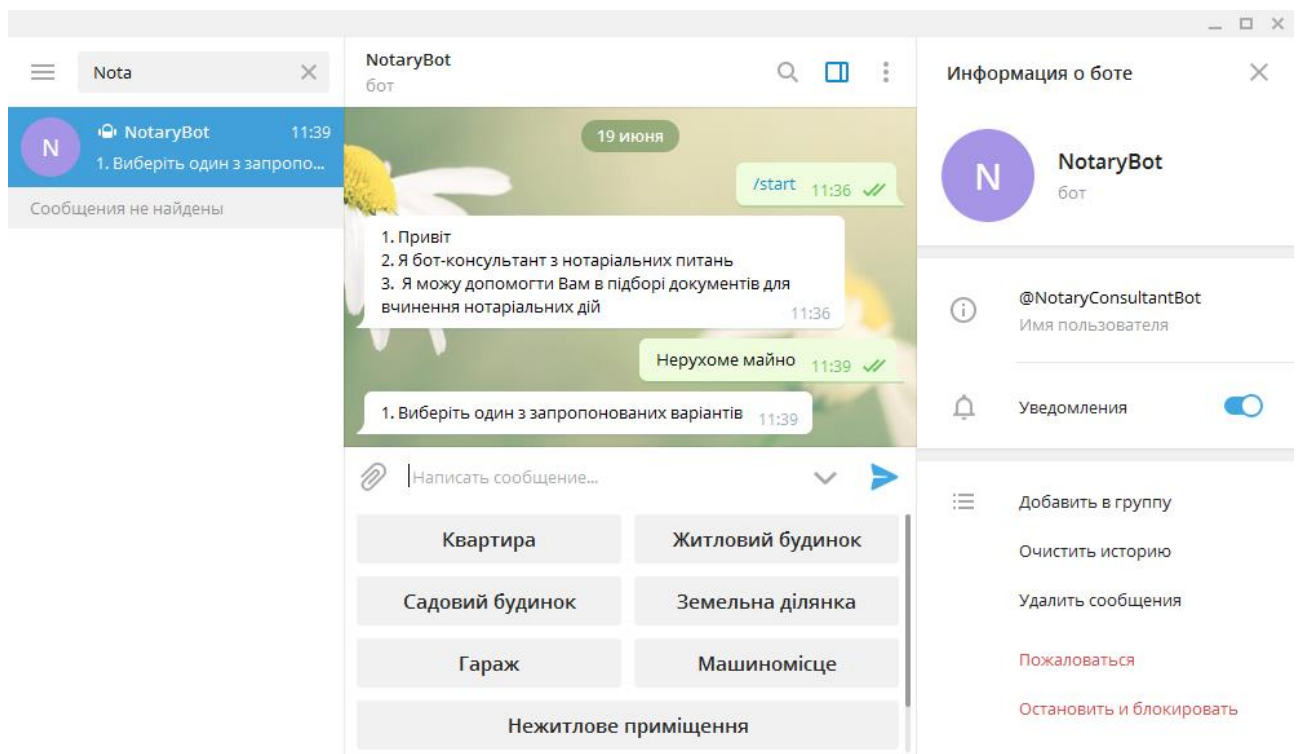 Nota
NotaryBot 11:39
1. Виберіть один з запропо...
Сообщения не найдены
NotaryBot
бот
19 июня
/start 11:36
1. Привіт
2. Я бот-консультант з нотаріальних питань
3. Я можу допомогти Вам в підборі документів для
вчинення нотаріальних дій 11:36
Нерухоме майно 11:39
1. Виберіть один з запропонованих варіантів 11:39
Написать сообщение...
Квартира Житловий будинок
Садовий будинок Земельна ділянка
Гараж Машиномісце
Нежитлове приміщення
Информация о боте
N
N
NotaryBot
бот
@NotaryConsultantBot
Имя пользователя
Уведомления
Добавить в группу
Очистить историю
Удалить сообщения
Пожаловаться
Остановить и блокировать